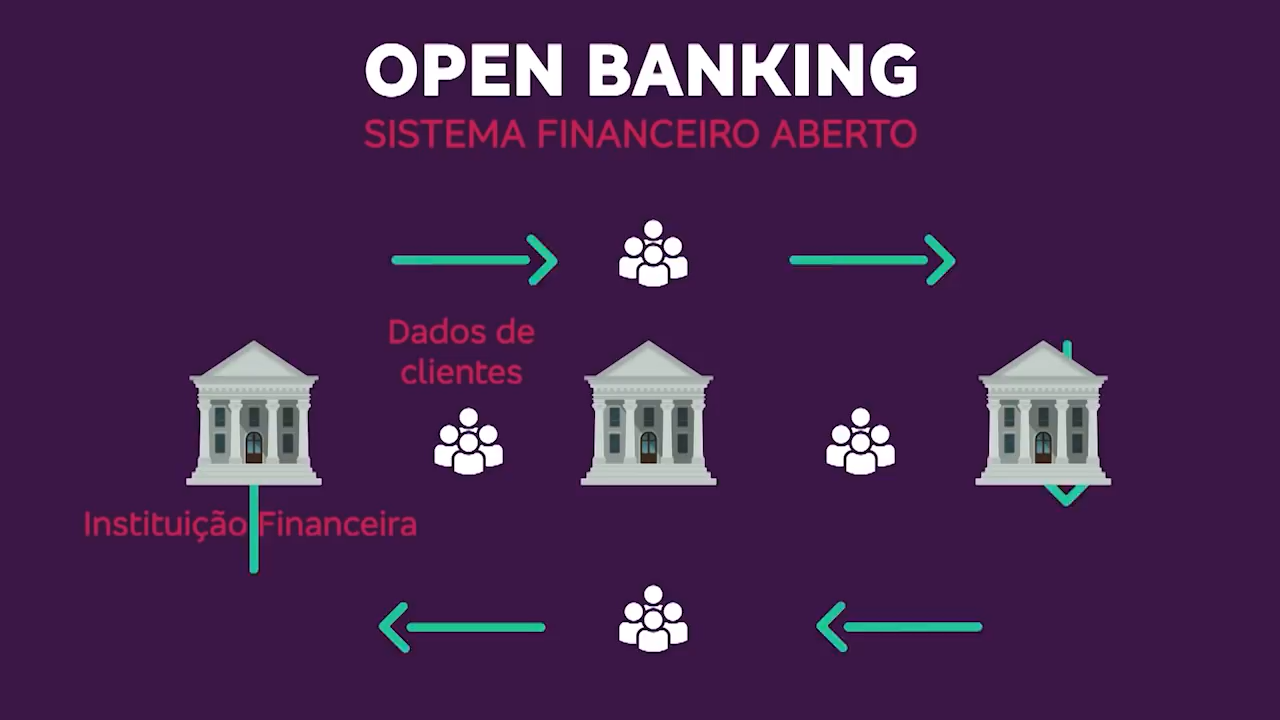 OPEN BANKING
SISTEMA FINANCEIRO ABERTO
Dados de
clientes
Instituição Financeira